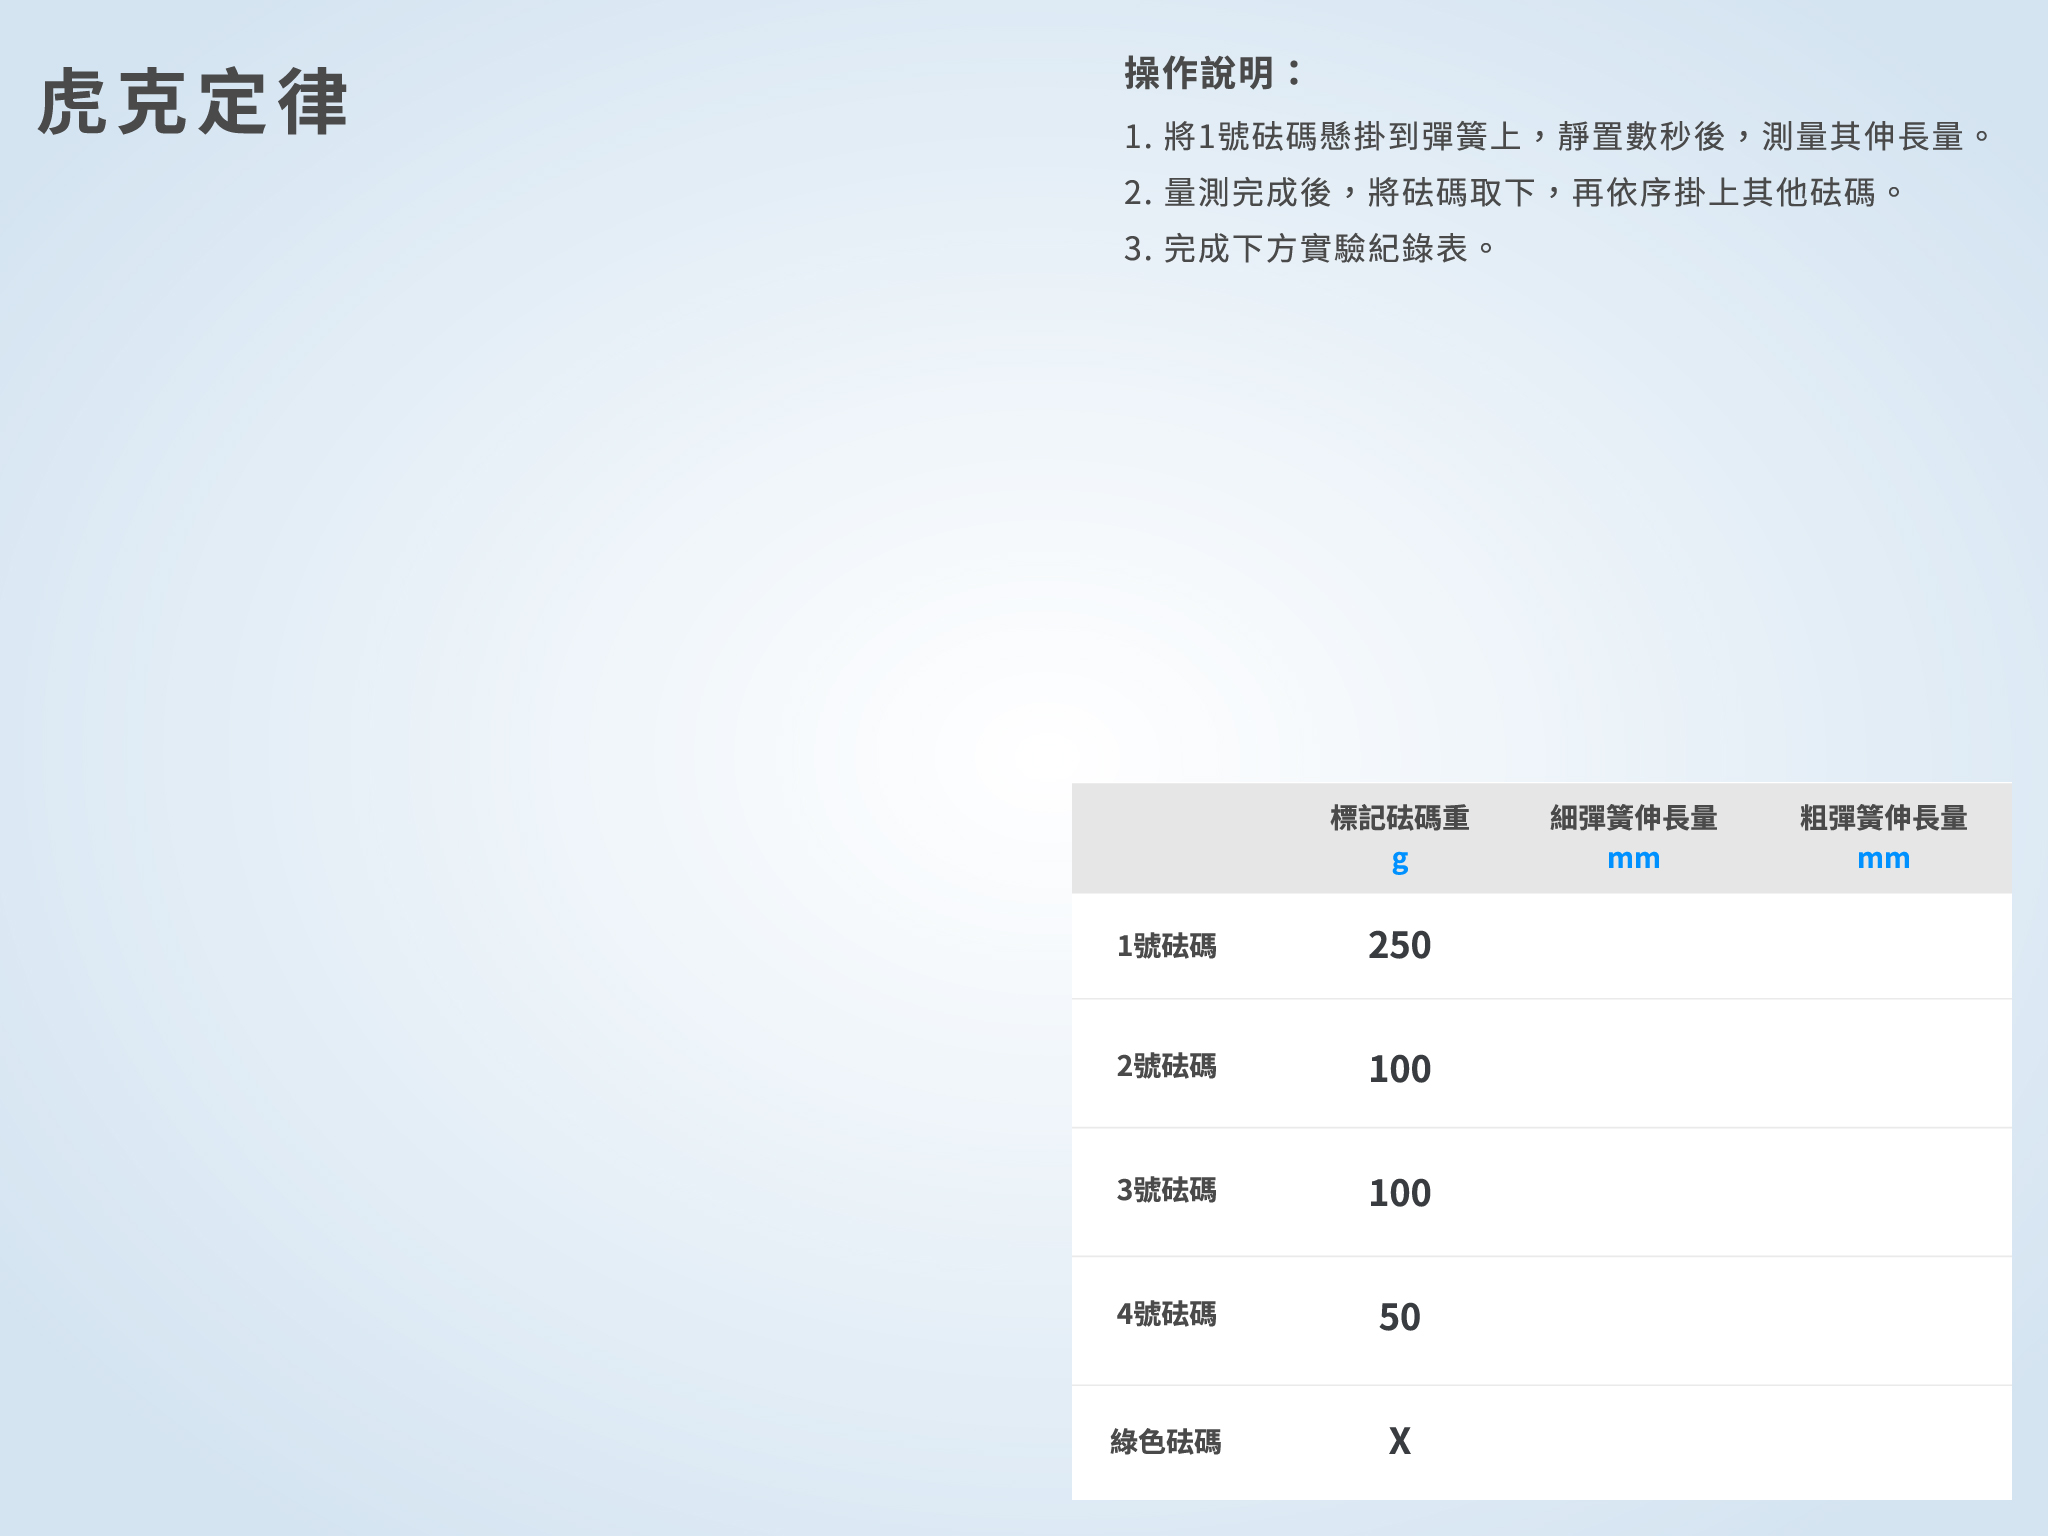 虎克定律
操作說明：
1. 將1號砝碼懸掛到彈簧上，靜置數秒後，測量其伸長量。
2. 量測完成後，將砝碼取下，再依序掛上其他砝碼。
3. 完成下方實驗紀錄表。
標記砝碼重 細彈簧伸長量 粗彈簧伸長量
g mm mm
1號砝碼 250
2號砝碼 100
3號砝碼 100
4號砝碼 50
綠色砝碼 X